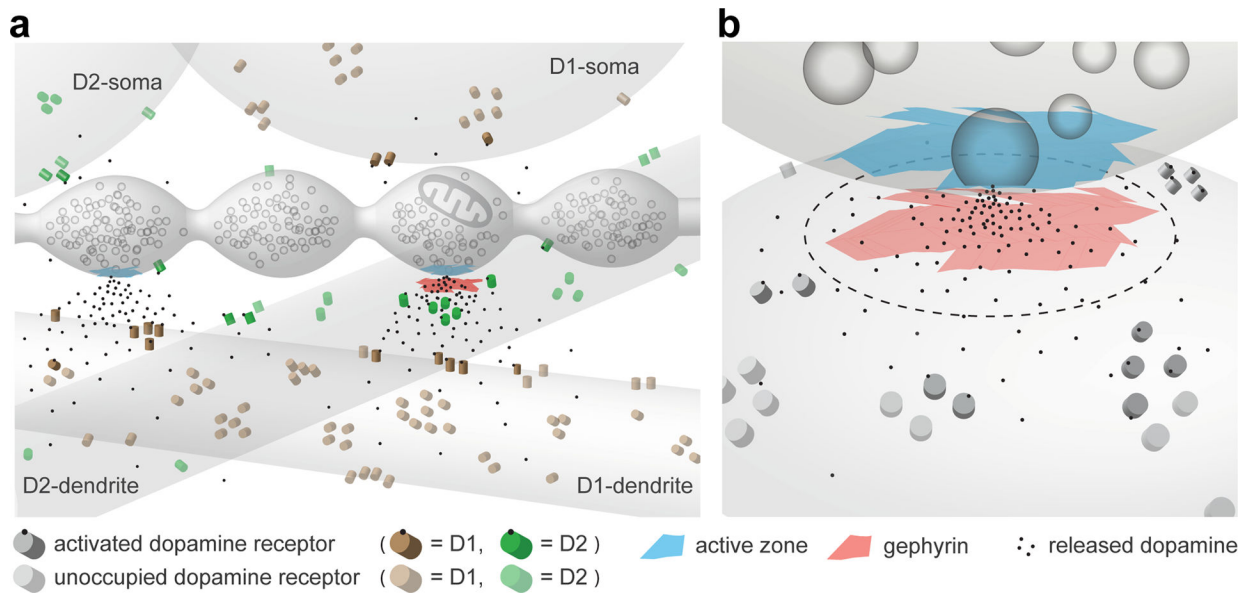 a
b
D2-soma
D1-soma
D2-dendrite
D1-dendrite
activated dopamine receptor ( = D1, = D2 ) active zone gephyrin released dopamine
unoccupied dopamine receptor ( = D1, = D2 )